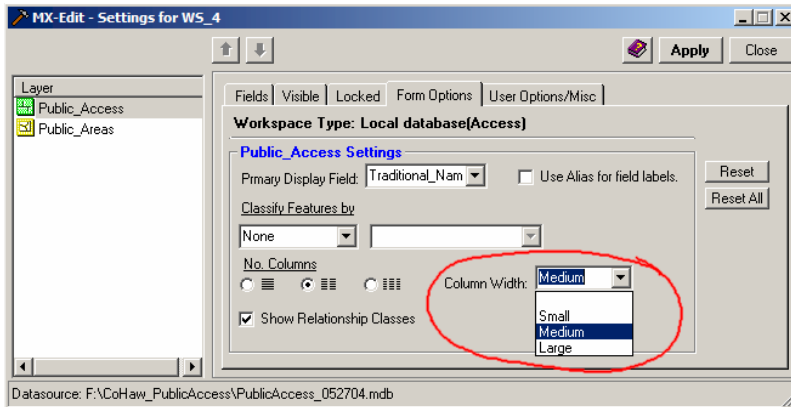 MX-Edit - Settings for WS_4
Apply
Close
Layer
Public_Access
Public_Areas
Fields
Visible
Locked
Form Options
User Options/Misc
Workspace Type: Local database(Access)
Public_Access Settings
Prmary Display Field:
Traditional_Nam
Use Alias for field labels.
Reset
Reset All
Classify Features by
None
No. Columns
Column Width:
Medium
Small
Medium
Large
Show Relationship Classes
Datasource: F:\CoHaw_PublicAccess\PublicAccess_052704.mdb